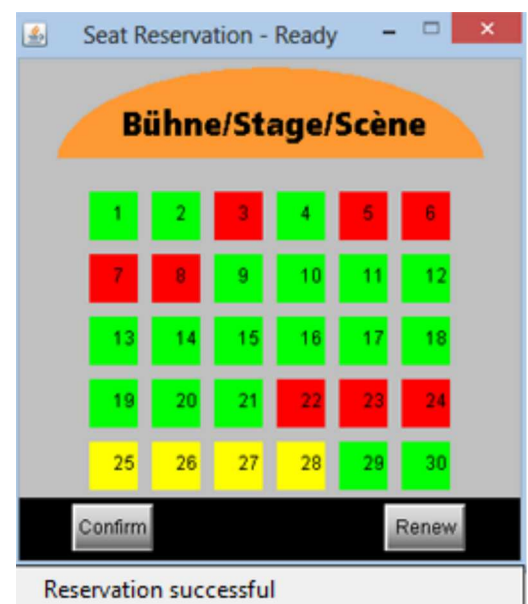 Seat Reservation - Ready
Bühne/Stage/Scène
1 2 3 4 5 6
7 8 9 10 11 12
13 14 15 16 17 18
19 20 21 22 23 24
25 26 27 28 29 30
Confirm Renew
Reservation successful